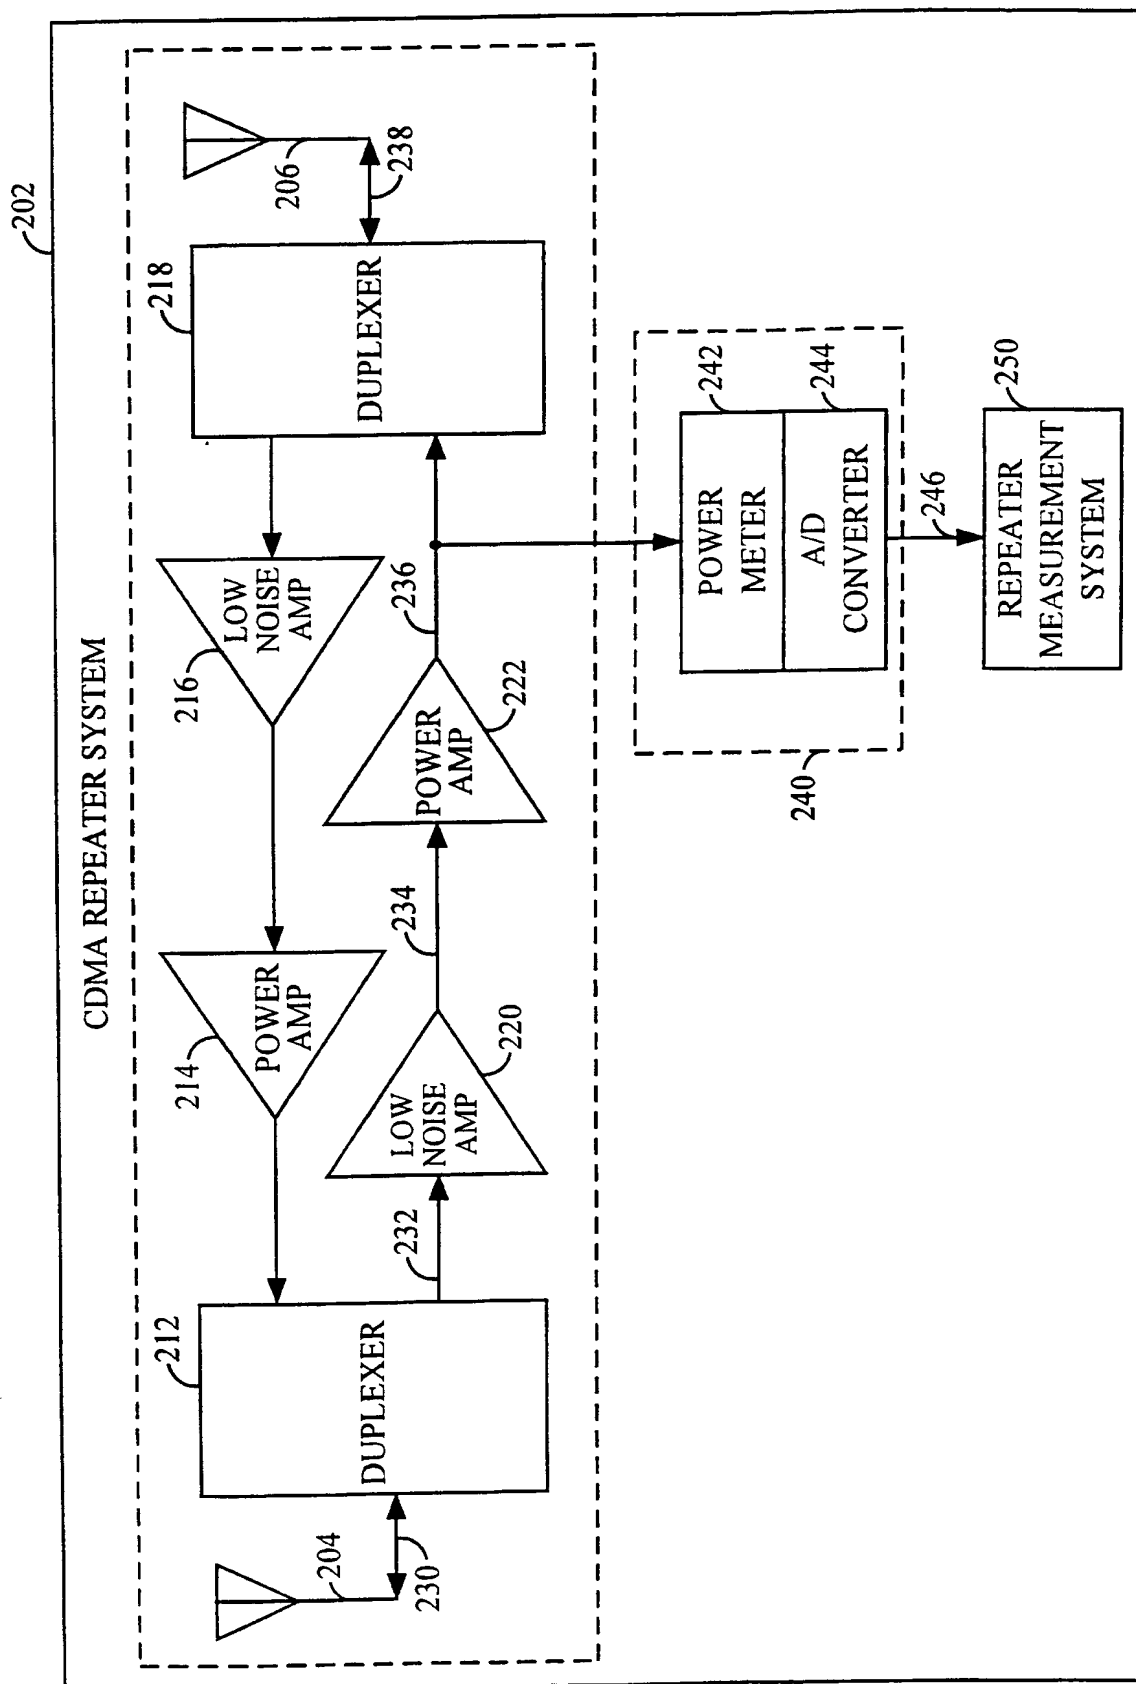 202
CDMA REPEATER SYSTEM
204
230
212
DUPLEXER
232
214
POWER
AMP
LOW
NOISE
AMP
220
234
216
LOW
NOISE
AMP
POWER
AMP
222
236
218
DUPLEXER
206
238
240
POWER
METER
242
A/D
CONVERTER
244
246
REPEATER
MEASUREMENT
SYSTEM
250